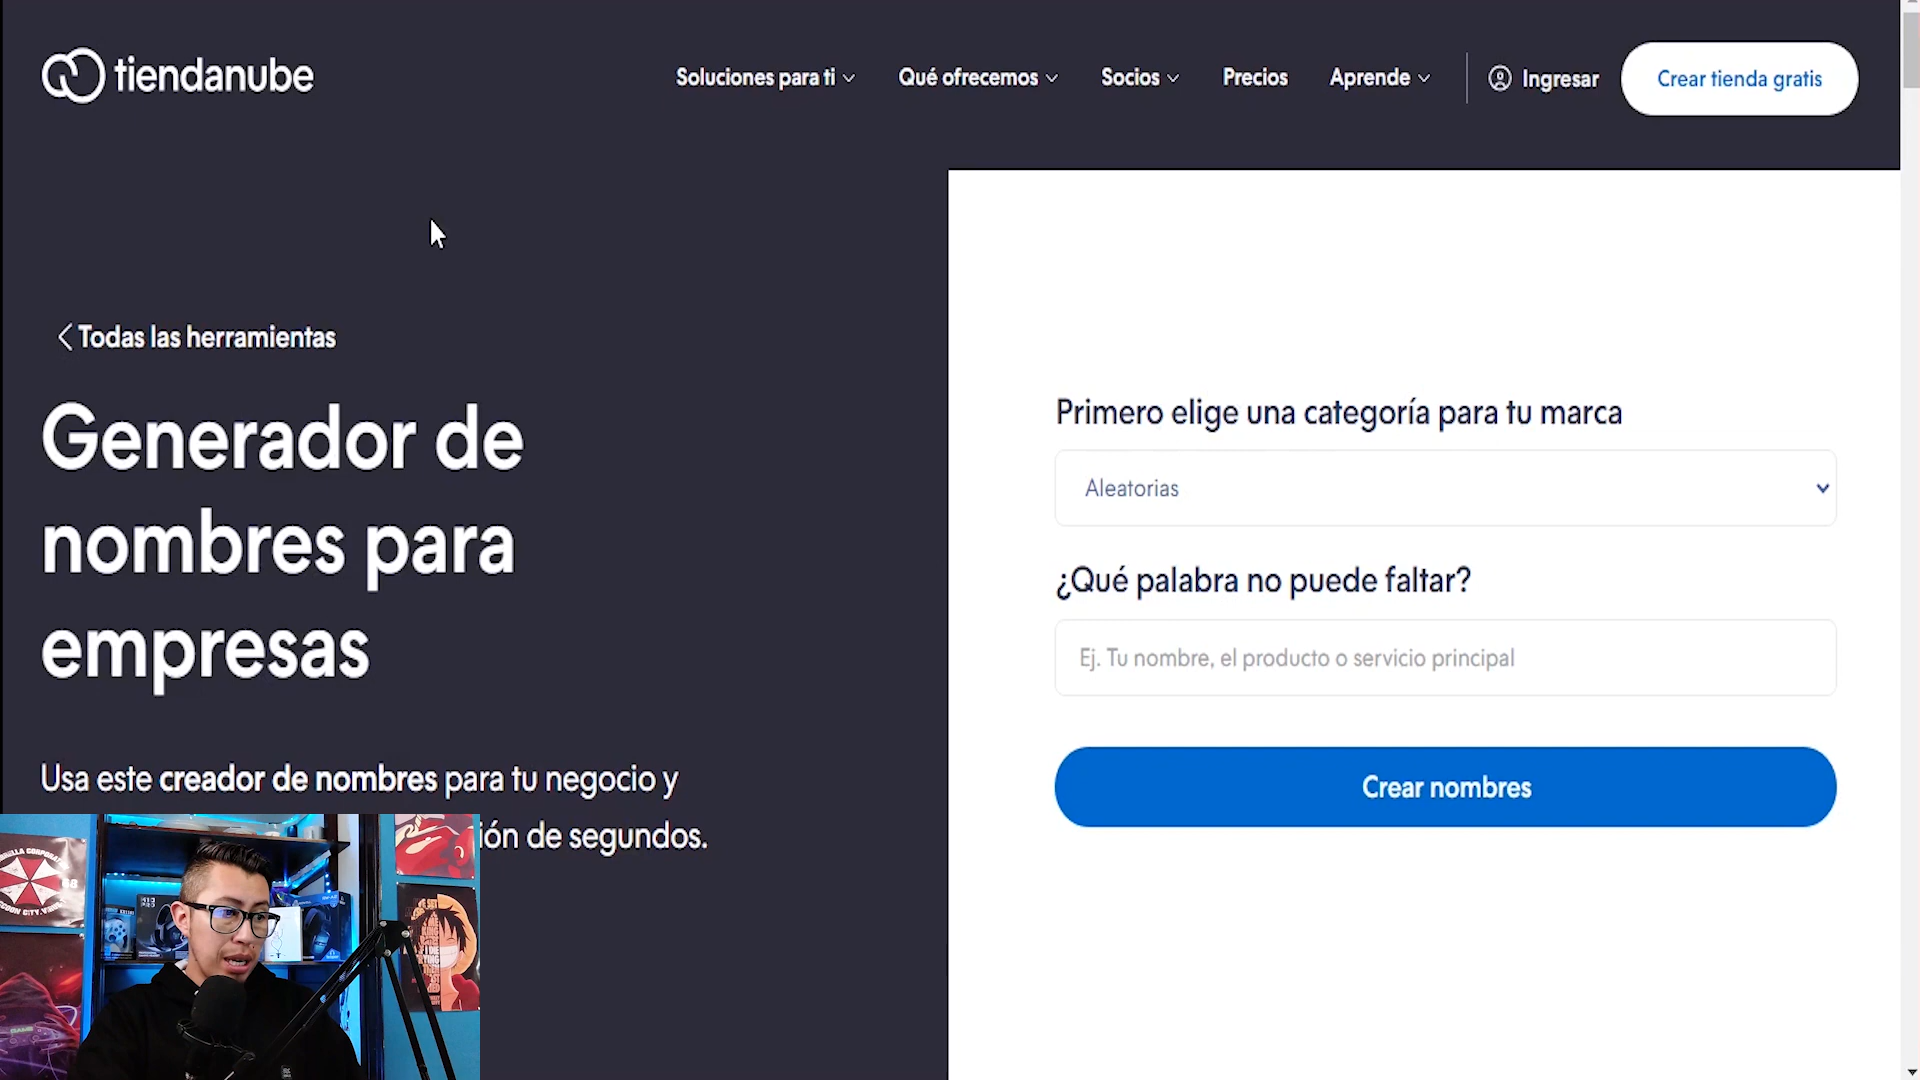 tiendanube
Soluciones para ti
Qué ofrecemos
Socios
Precios
Aprende
Ingresar
Crear tienda gratis
Todas las herramientas
Generador de
nombres para
empresas
Usa este creador de nombres para tu negocio y
ión de segundos.
Primero elige una categoría para tu marca
Aleatorias
¿Qué palabra no puede faltar?
Ej. Tu nombre, el producto o servicio principal
Crear nombres